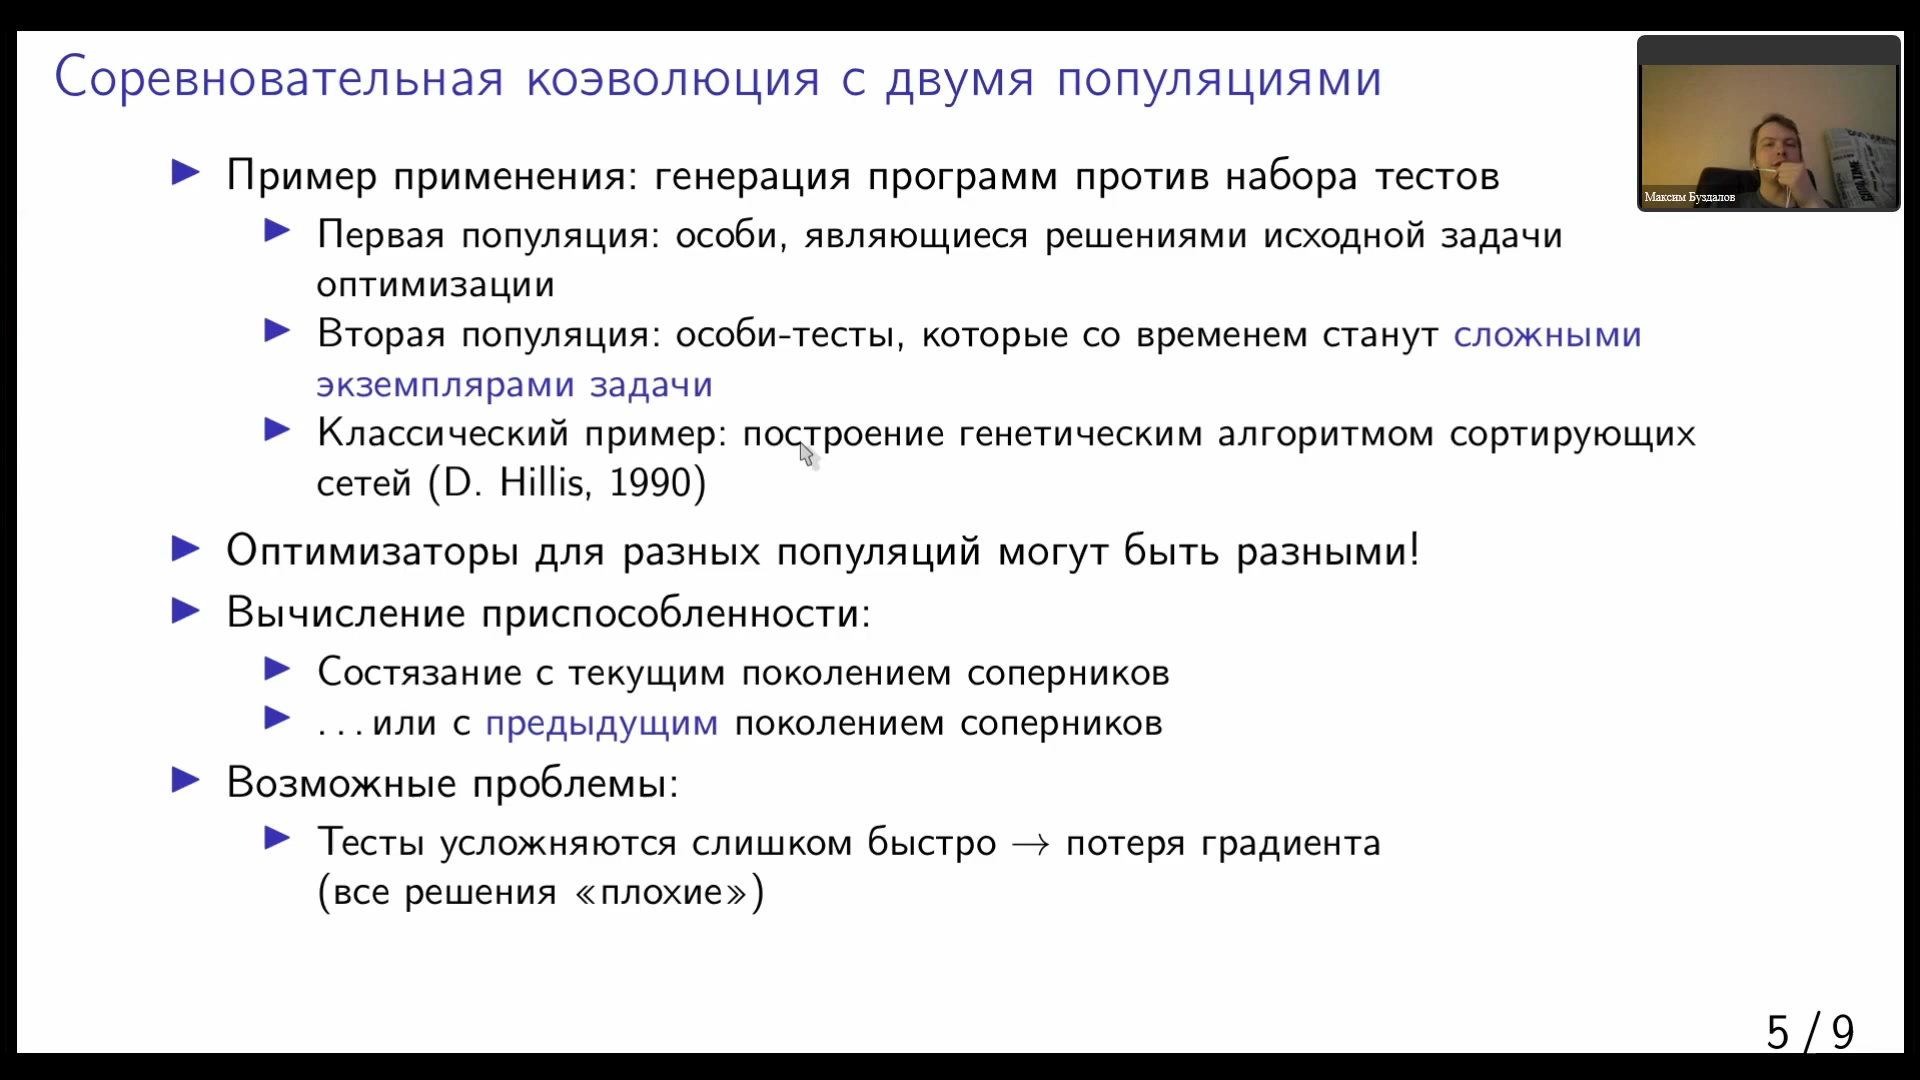 Соревновательная коэволюция с двумя популяциями
Максим Буздалов
▶ Пример применения: генерация программ против набора тестов
▶ Первая популяция: особи, являющиеся решениями исходной задачи
оптимизации
▶ Вторая популяция: особи-тесты, которые со временем станут сложными
экземплярами задачи
▶ Классический пример: построение генетическим алгоритмом сортирующих
сетей (D. Hillis, 1990)
▶ Оптимизаторы для разных популяций могут быть разными!
▶ Вычисление приспособленности:
▶ Состязание с текущим поколением соперников
▶ ...или с предыдущим поколением соперников
▶ Возможные проблемы:
▶ Тесты усложняются слишком быстро → потеря градиента
(все решения «плохие»)
5 / 9